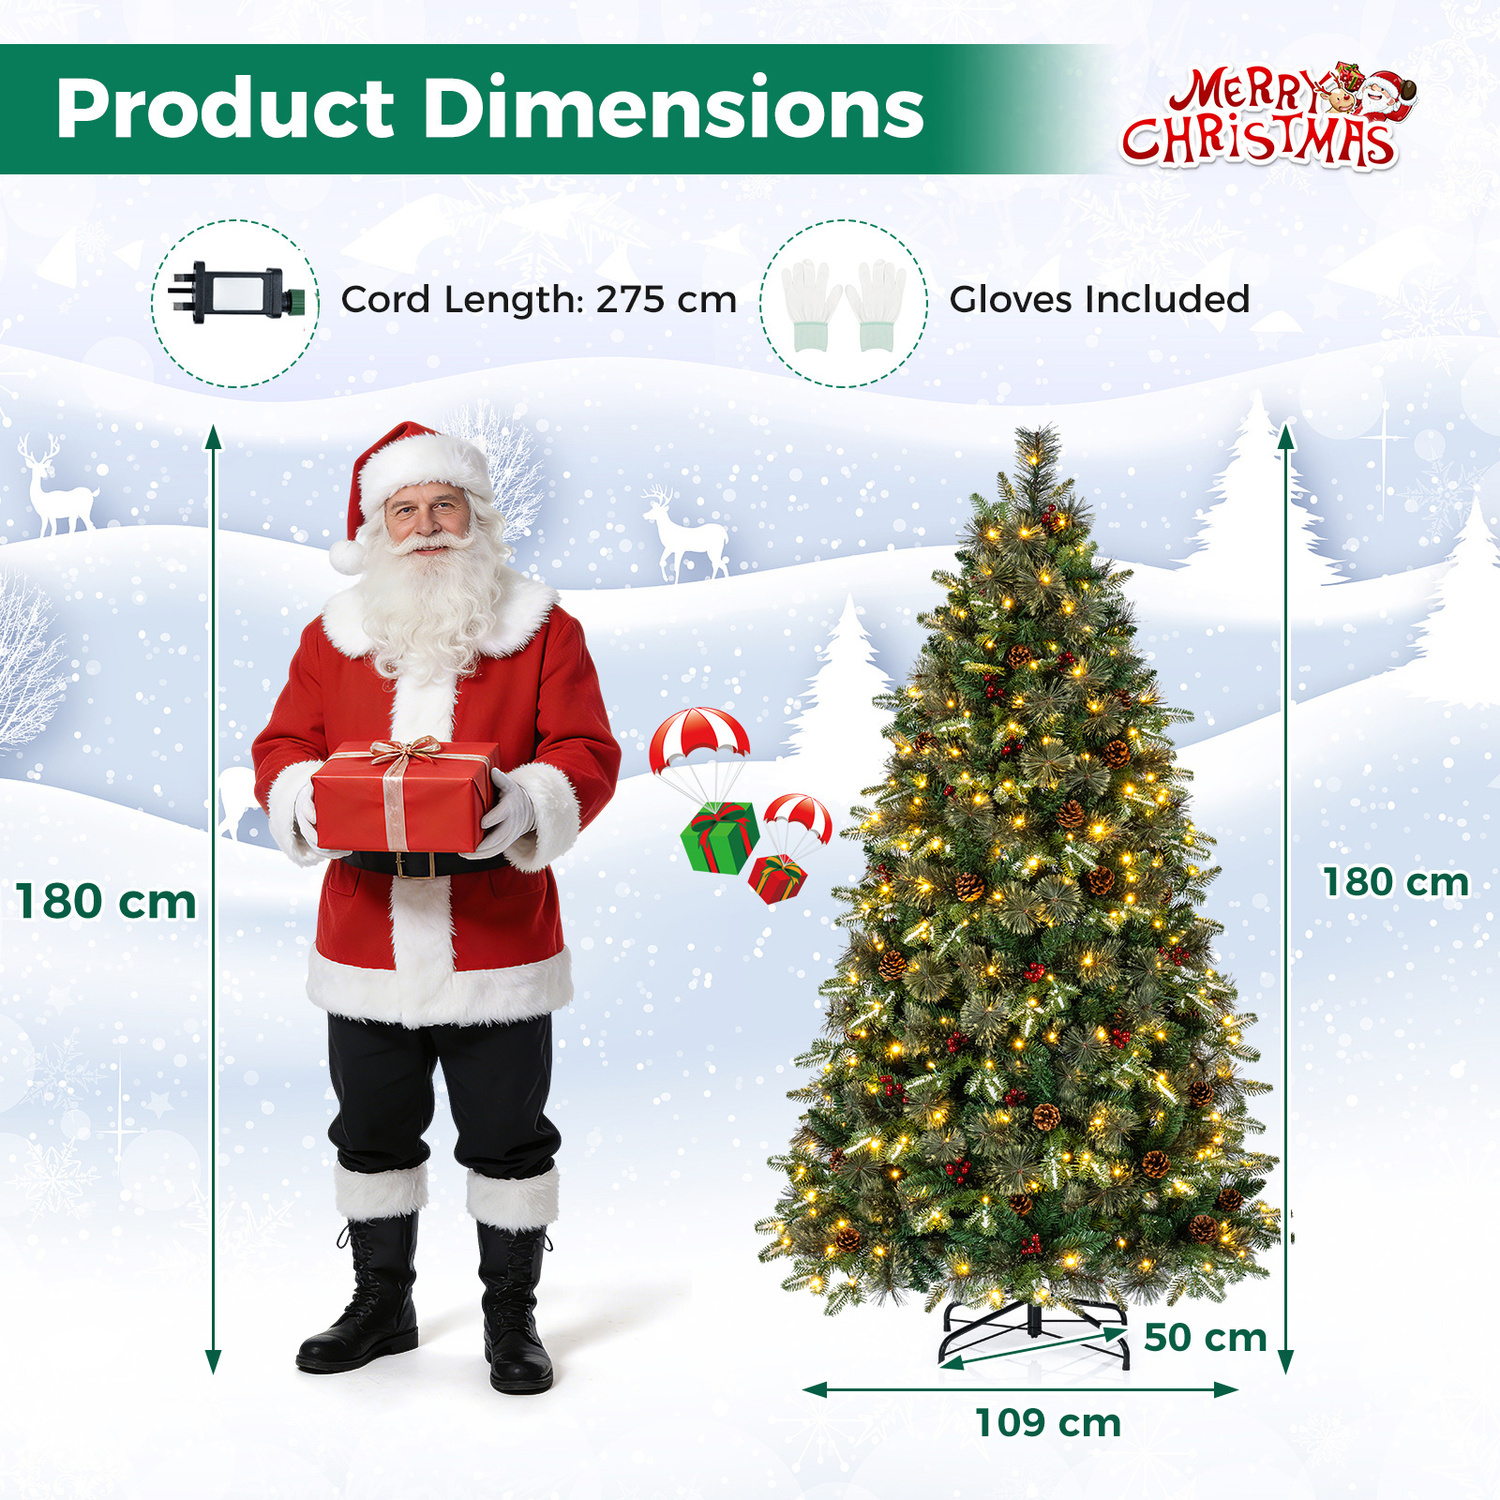 Product Dimensions
MERRY
CHRISTMAS
Cord Length: 275 cm
Gloves Included
180 cm
180 cm
50 cm
109 cm